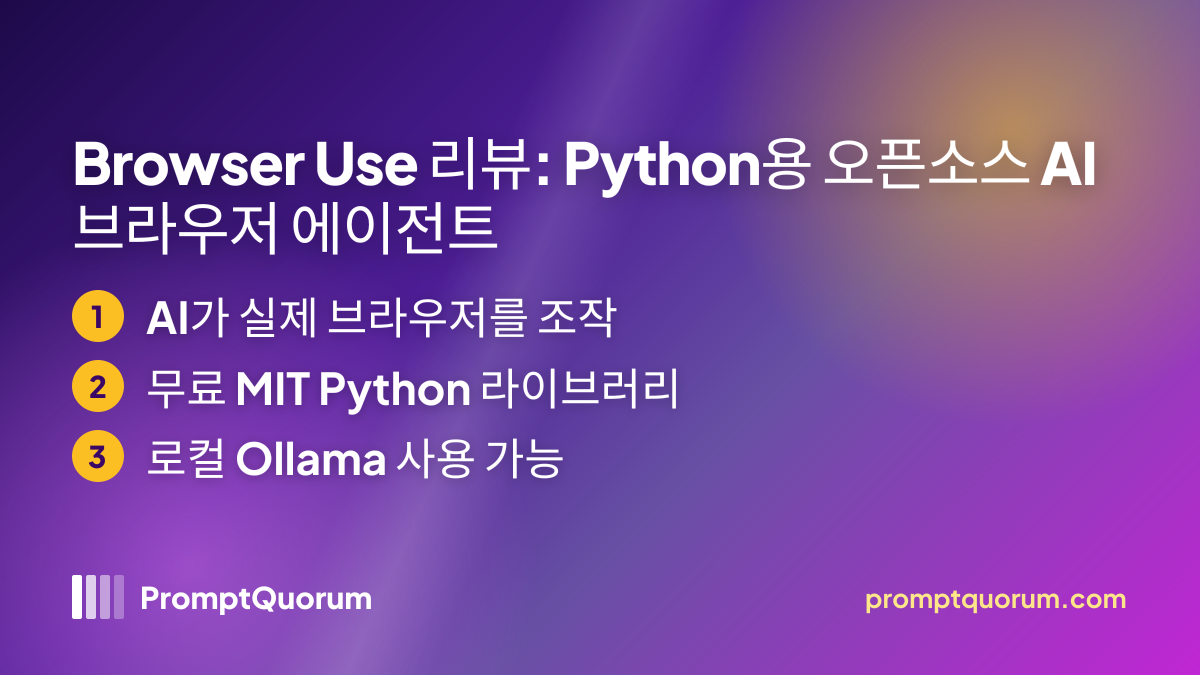 Browser Use 리뷰: Python용 오픈소스 AI
브라우저 에이전트
1 AI가 실제 브라우저를 조작
2 무료 MIT Python 라이브러리
3 로컬 Ollama 사용 가능
PromptQuorum
promptquorum.com